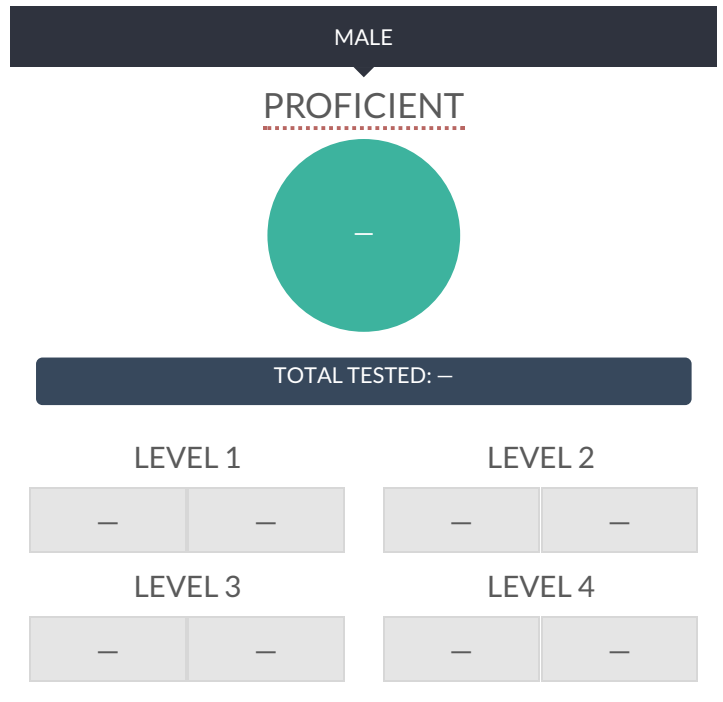 MALE
PROFICIENT
—
TOTAL TESTED: —
LEVEL 1 LEVEL 2
— — — —
LEVEL 3 LEVEL 4
— — — —